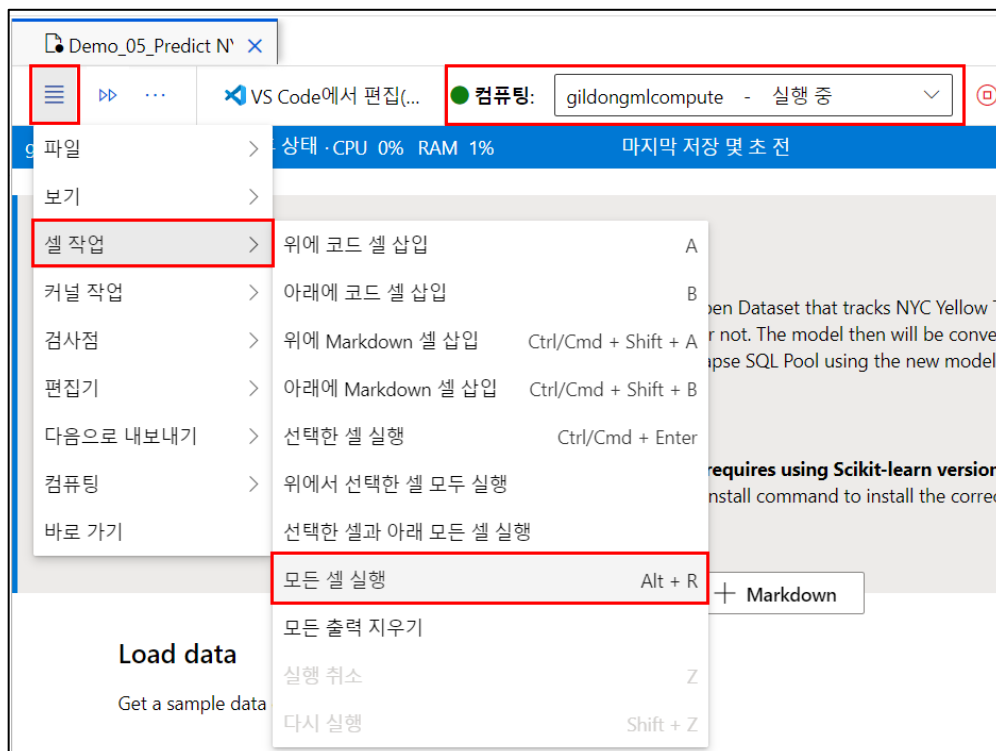 Demo_05_Predict NY
VS Code에서 편집(...
컴퓨팅: gildongmlcompute - 실행 중
상태 · CPU 0% RAM 1% 마지막 저장 몇 초 전
파일
보기
셀 작업
커널 작업
검사점
편집기
다음으로 내보내기
컴퓨팅
바로 가기
위에 코드 셀 삽입 A
아래에 코드 셀 삽입 B
위에 Markdown 셀 삽입 Ctrl/Cmd + Shift + A
아래에 Markdown 셀 삽입 Ctrl/Cmd + Shift + B
선택한 셀 실행 Ctrl/Cmd + Enter
위에서 선택한 셀 모두 실행
선택한 셀과 아래 모든 셀 실행
모든 셀 실행 Alt + R
모든 출력 지우기
실행 취소 Z
다시 실행 Shift + Z
Dataset that tracks NYC Yellow
not. The model then will be
SQL Pool using the new model
requires using Scikit-learn version
install command to install the
+ Markdown
Load data
Get a sample data